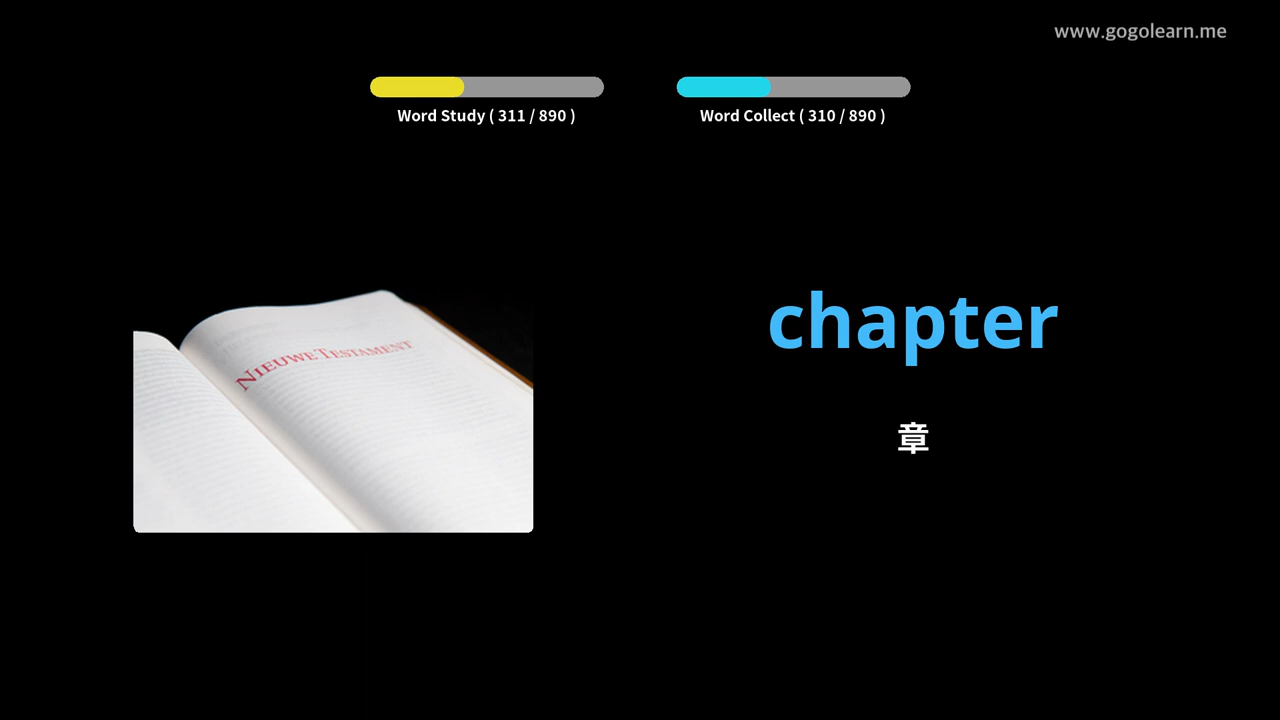 www.gogolearn.me
Word Study ( 311 / 890 )
Word Collect ( 310 / 890 )
NIEUWE TESTAMENT
chapter
章